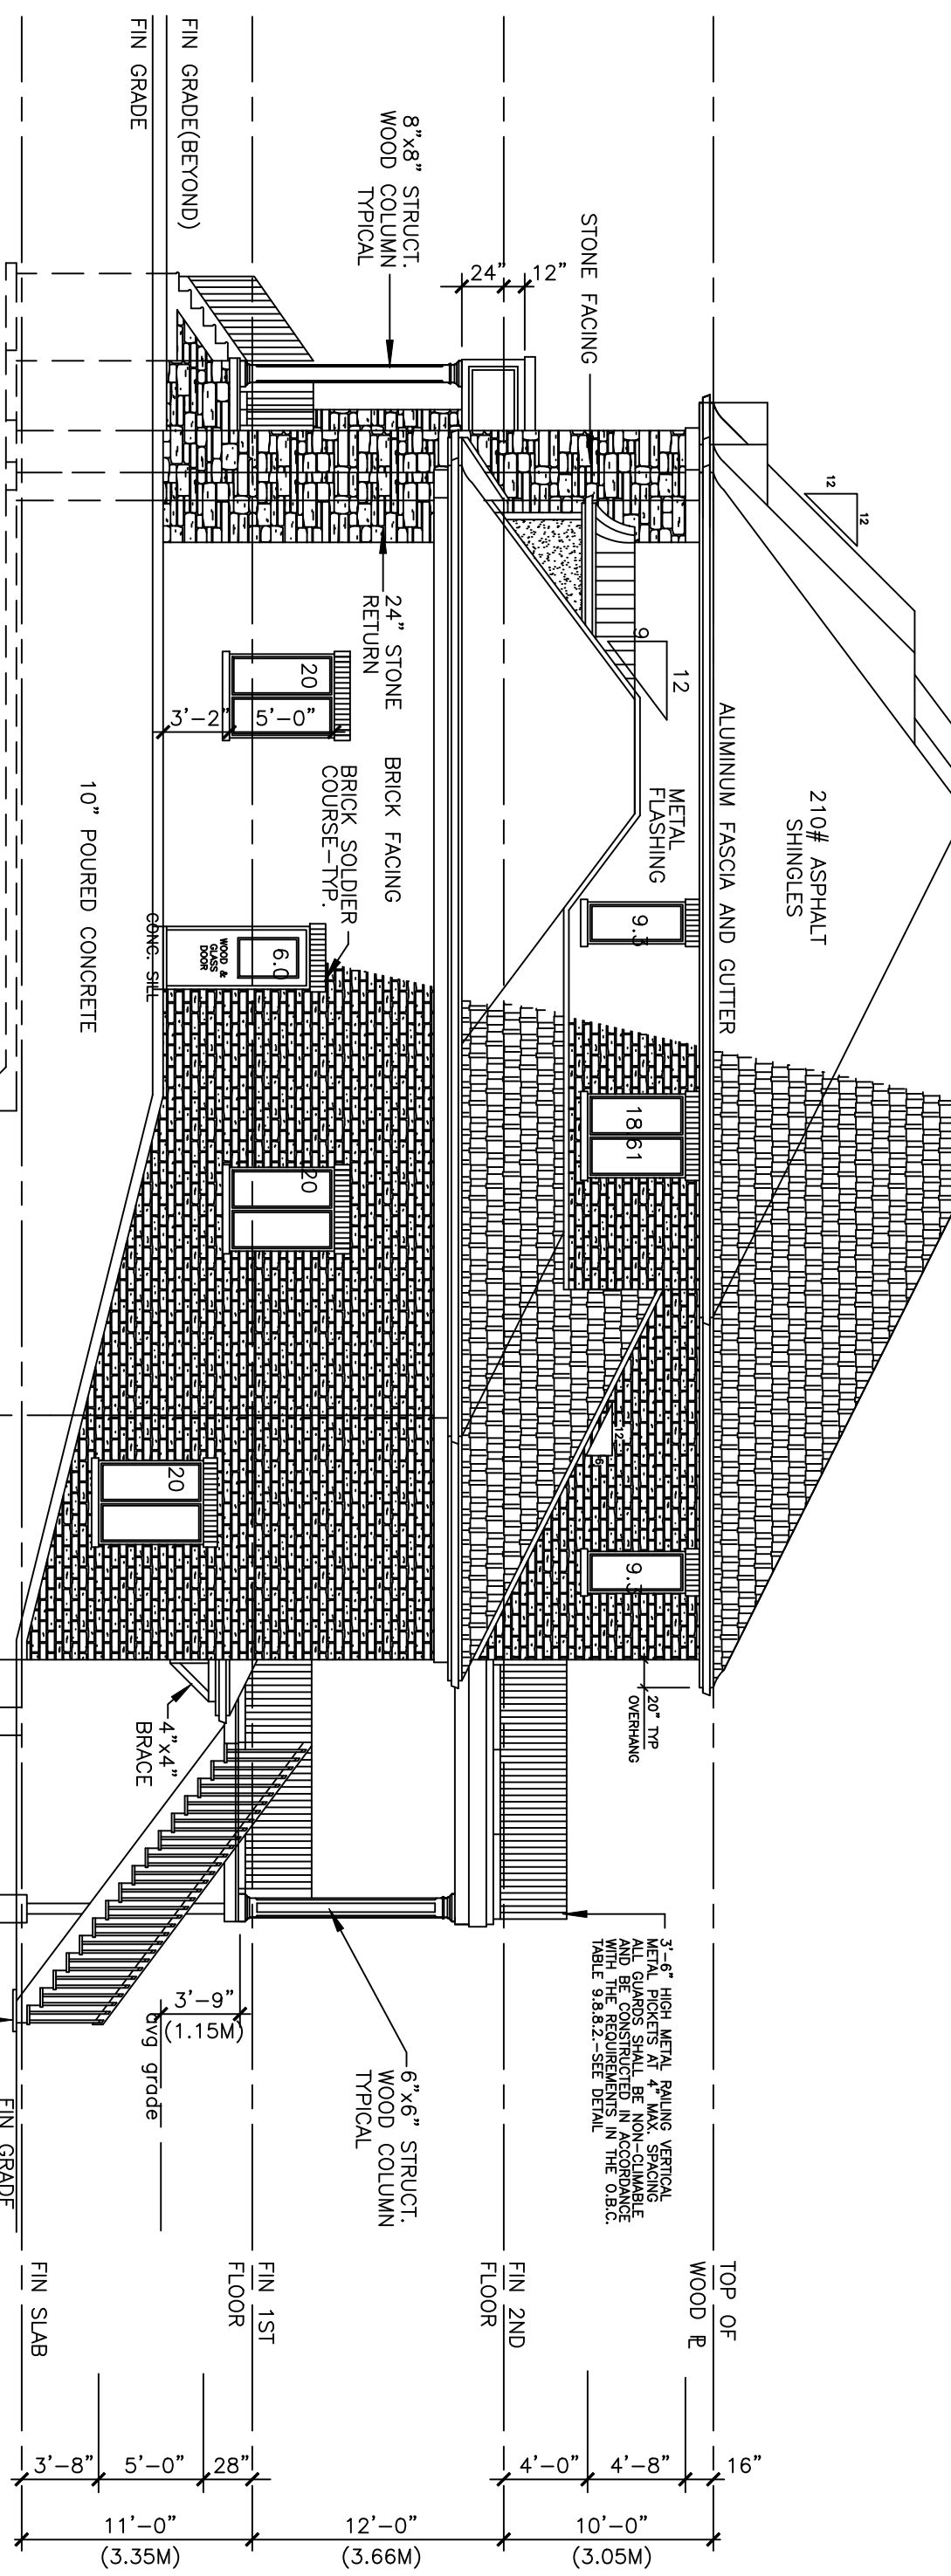 FIN GRADE(BEYOND)
FIN GRADE
8"x8" STRUCT.
WOOD COLUMN
TYPICAL
24"
12"
STONE FACING
12
12
24" STONE
RETURN
20
3'-2"
5'-0"
9
12
ALUMINUM FASCIA AND GUTTER
210# ASPHALT
SHINGLES
METAL
FLASHING
BRICK FACING
BRICK SOLDIER
COURSE-TYP.
10" POURED CONCRETE
CONC. SILL
WOOD &
GLASS
DOOR
6.0
9.3
18.61
20
20
12
6
9.3
20" TYP
OVERHANG
4"x4"
BRACE
3'-6" HIGH METAL RAILING VERTICAL
METAL PICKETS AT 4" MAX. SPACING
ALL GUARDS SHALL BE NON-CLIMABLE
AND BE CONSTRUCTED IN ACCORDANCE
WITH THE REQUIREMENTS IN THE O.B.C.
TABLE 9.8.8.2.-SEE DETAIL
3'-9"
(1.15M)
avg grade
6"x6" STRUCT.
WOOD COLUMN
TYPICAL
FIN GRADE
TOP OF
WOOD PL
FIN 2ND
FLOOR
FIN 1ST
FLOOR
FIN SLAB
3'-8"
5'-0"
28"
4'-0"
4'-8"
16"
11'-0"
(3.35M)
12'-0"
(3.66M)
10'-0"
(3.05M)